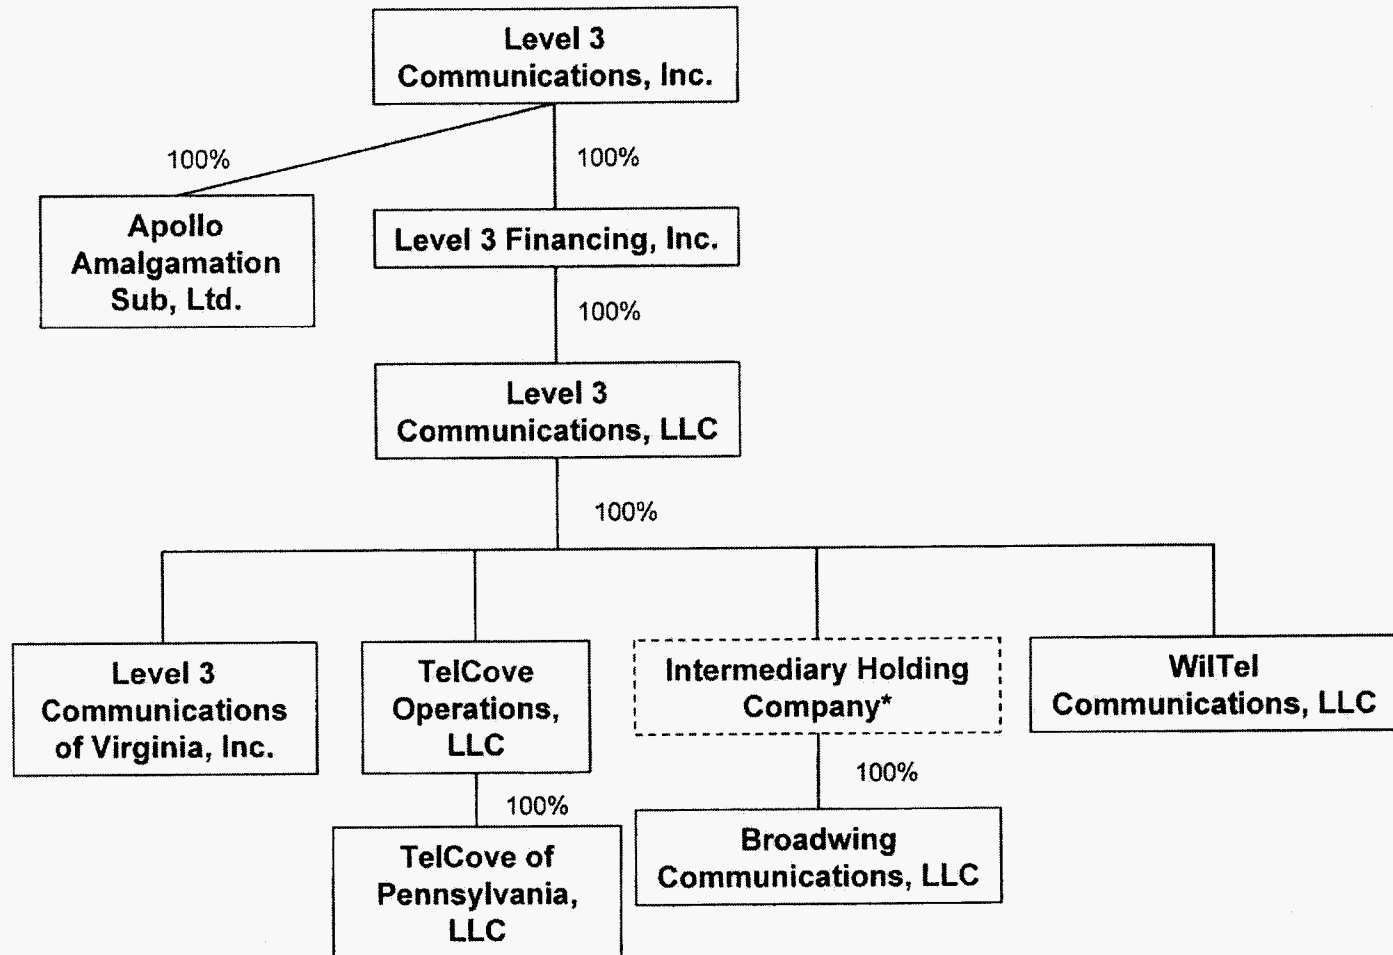 Level 3
Communications, Inc.
100%
100%
Apollo
Amalgamation
Sub, Ltd.
Level 3 Financing, Inc.
100%
Level 3
Communications, LLC
100%
Level 3
Communications
of Virginia, Inc.
TelCove
Operations,
LLC
Intermediary Holding
Company*
WilTel
Communications, LLC
100%
100%
TelCove of
Pennsylvania,
LLC
Broadwing
Communications, LLC